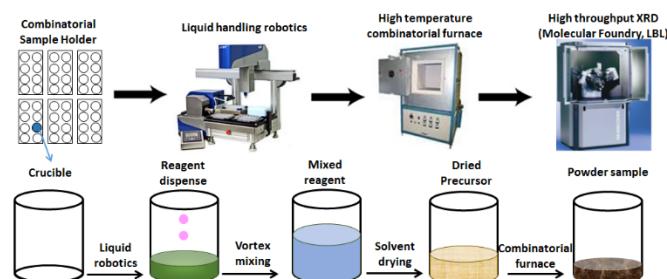 Combinatorial
Sample Holder
Liquid handling robotics
High temperature
combinatorial furnace
High throughput XRD
(Molecular Foundry, LBL)
Crucible
Reagent
dispense
Mixed
reagent
Dried
Precursor
Powder sample
Liquid
robotics
Vortex
mixing
Solvent
drying
Combinatorial
furnace